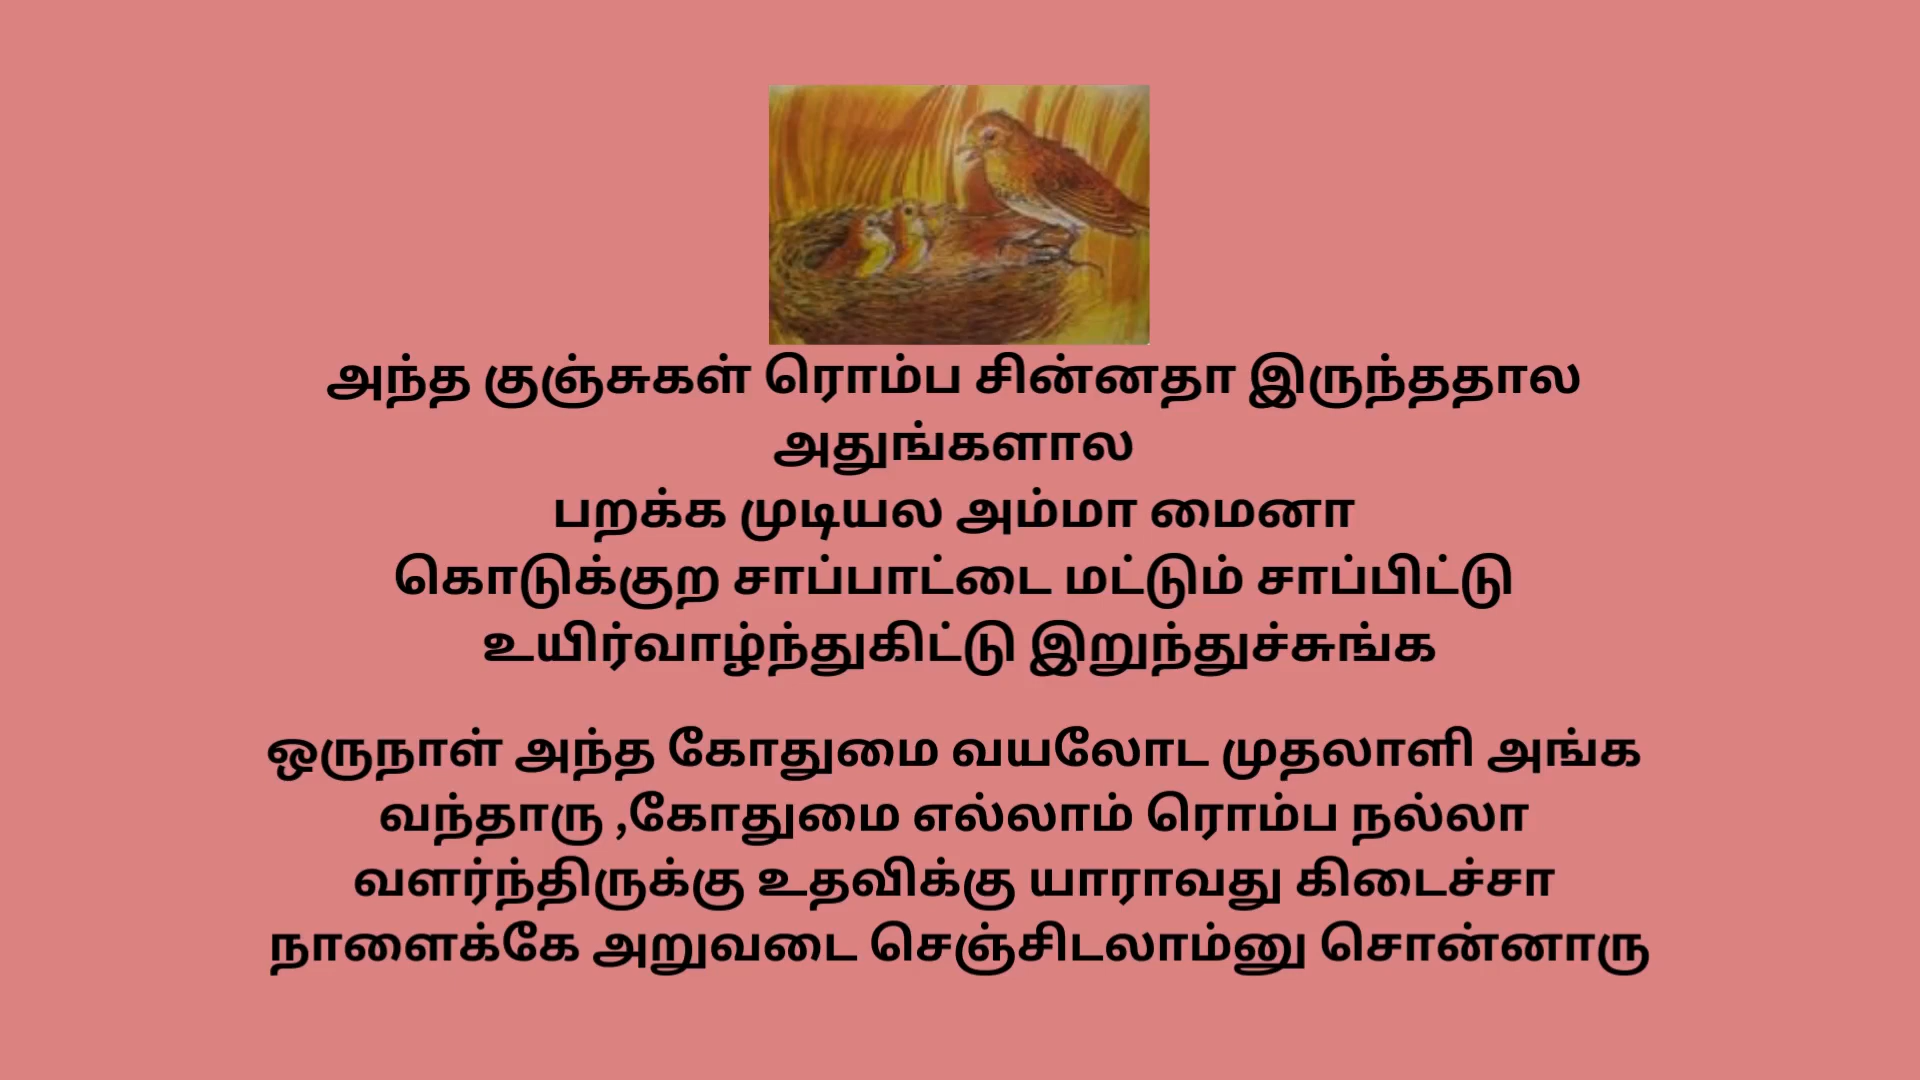 அந்த குஞ்சுகள் ரொம்ப சின்னதா இருந்ததால
அதுங்களால
பறக்க முடியல அம்மா மைனா
கொடுக்குற சாப்பாட்டை மட்டும் சாப்பிட்டு
உயிர்வாழ்ந்துகிட்டு இறுந்துச்சுங்க
ஒருநாள் அந்த கோதுமை வயலோட முதலாளி அங்க
வந்தாரு ,கோதுமை எல்லாம் ரொம்ப நல்லா
வளர்ந்திருக்கு உதவிக்கு யாராவது கிடைச்சா
நாளைக்கே அறுவடை செஞ்சிடலாம்னு சொன்னாரு